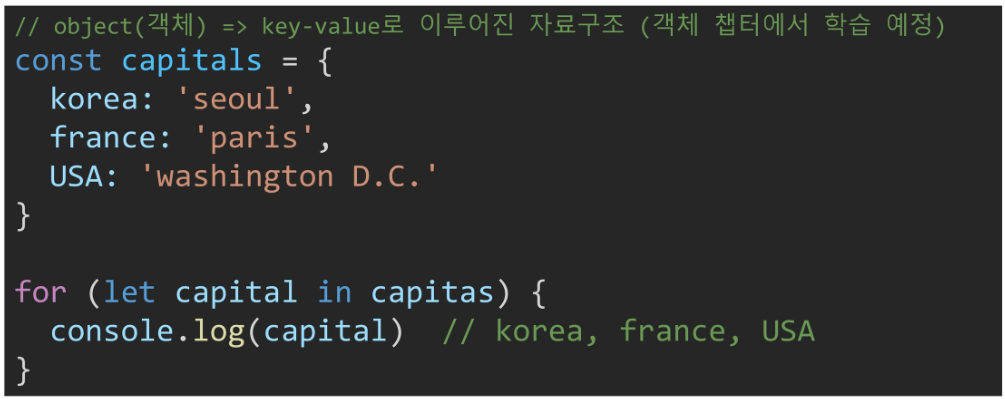 // object(객체) => key-value로 이루어진 자료구조 (객체 챕터에서 학습 예정)
const capitals = {
  korea: 'seoul',
  france: 'paris',
  USA: 'washington D.C.'
}

for (let capital in capitas) {
  console.log(capital)  // korea, france, USA
}